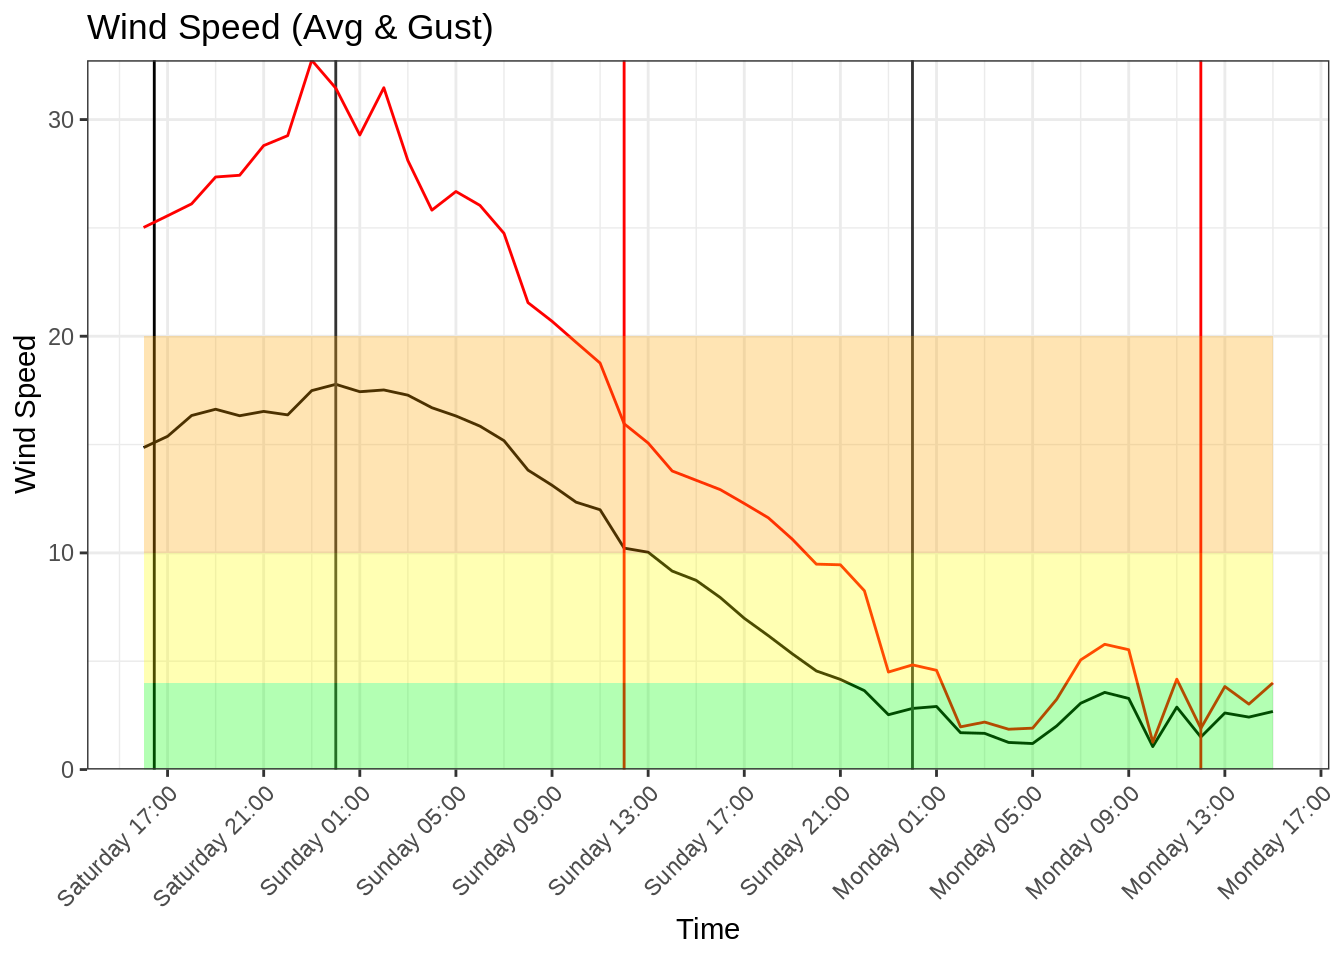 Wind Speed (Avg & Gust)
Wind Speed
30
20
10
0
Saturday 17:00
Saturday 21:00
Sunday 01:00
Sunday 05:00
Sunday 09:00
Sunday 13:00
Sunday 17:00
Sunday 21:00
Monday 01:00
Monday 05:00
Monday 09:00
Monday 13:00
Monday 17:00
Time